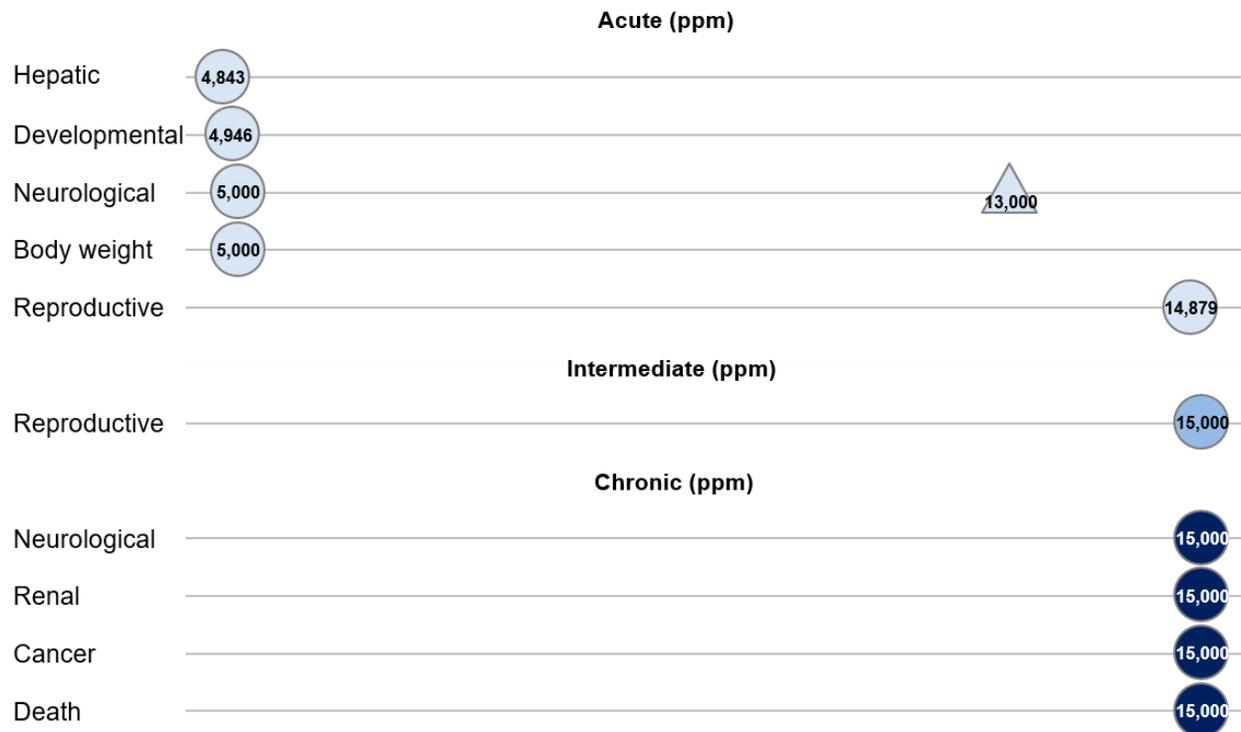 Acute (ppm)
Hepatic 4,843
Developmental 4,946
Neurological 5,000 13,000
Body weight 5,000
Reproductive 14,879
Intermediate (ppm)
Reproductive 15,000
Chronic (ppm)
Neurological 15,000
Renal 15,000
Cancer 15,000
Death 15,000